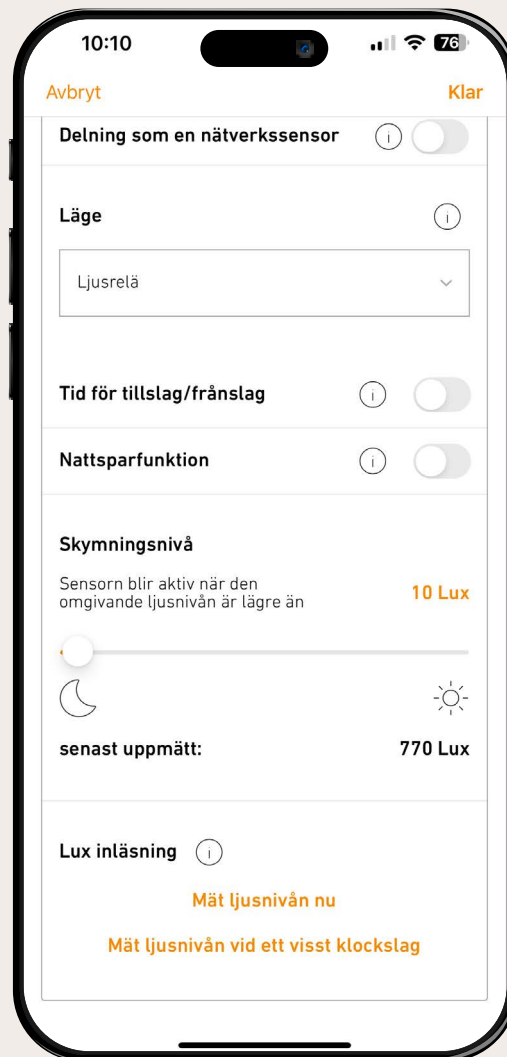 10:10
76
Avbryt
Klar
Delning som en nätverkssensor
Läge
Ljusrelä
Tid för tillslag/frånslag
Nattsparfunktion
Skymningsnivå
Sensorn blir aktiv när den
omgivande ljusnivån är lägre än
10 Lux
senast uppmätt:
770 Lux
Lux inläsning
Mät ljusnivån nu
Mät ljusnivån vid ett visst klockslag